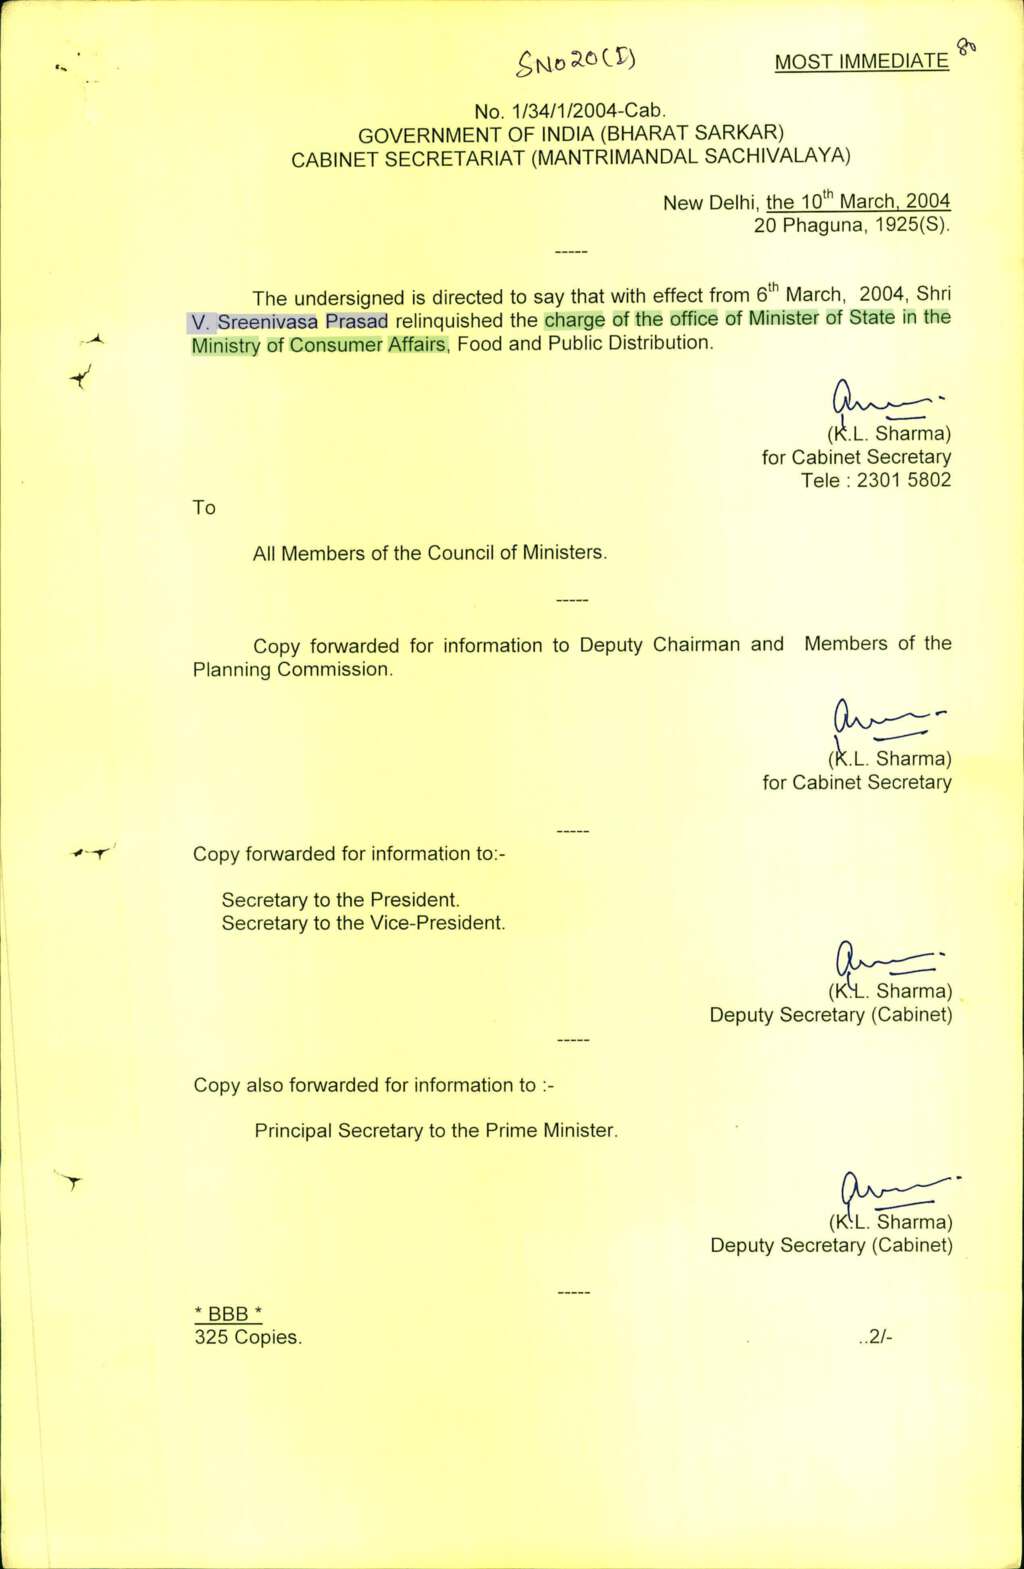 SNo 20(I)
MOST IMMEDIATE
80
No. 1/34/1/2004-Cab.
GOVERNMENT OF INDIA (BHARAT SARKAR)
CABINET SECRETARIAT (MANTRIMANDAL SACHIVALAYA)
New Delhi, the 10th March, 2004
20 Phaguna, 1925(S).
-----
The undersigned is directed to say that with effect from 6th March, 2004, Shri
V. Sreenivasa Prasad relinquished the charge of the office of Minister of State in the
Ministry of Consumer Affairs, Food and Public Distribution.
(K.L. Sharma)
for Cabinet Secretary
Tele : 2301 5802
To
All Members of the Council of Ministers.
-----
Copy forwarded for information to Deputy Chairman and Members of the
Planning Commission.
(K.L. Sharma)
for Cabinet Secretary
-----
Copy forwarded for information to:-
Secretary to the President.
Secretary to the Vice-President.
(K.L. Sharma)
Deputy Secretary (Cabinet)
-----
Copy also forwarded for information to :-
Principal Secretary to the Prime Minister.
(K.L. Sharma)
Deputy Secretary (Cabinet)
-----
* BBB *
325 Copies.
..2/-